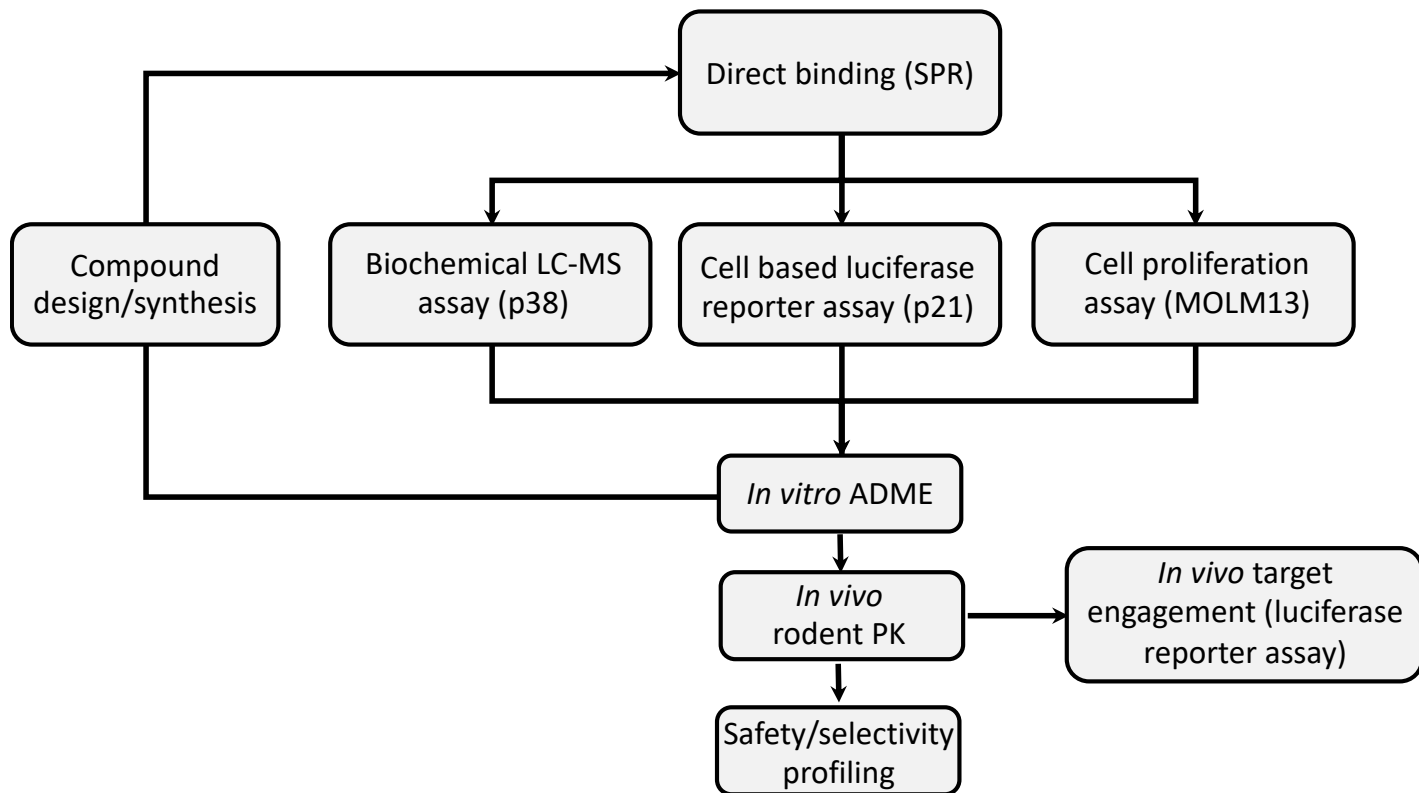 Direct binding (SPR)
Compound
design/synthesis
Biochemical LC-MS
assay (p38)
Cell based luciferase
reporter assay (p21)
Cell proliferation
assay (MOLM13)
In vitro ADME
In vivo
rodent PK
In vivo target
engagement (luciferase
reporter assay)
Safety/selectivity
profiling